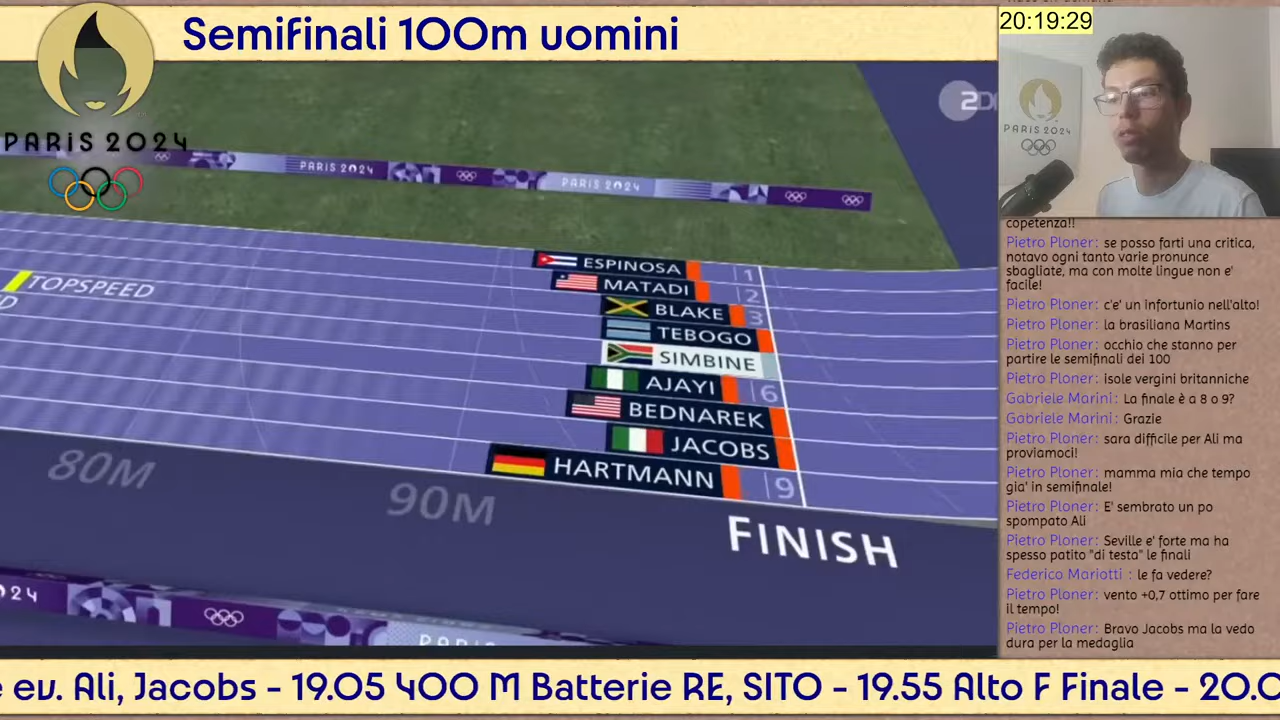 Semifinali 100m uomini
20:19:29
PARIS 2024
ZD
PARIS 2024
PARIS 2024
PARIS 2024
ESPINOSA 1
MATADI 2
BLAKE 3
TEBOGO
SIMBINE
AJAYI 6
BEDNAREK
JACOBS
HARTMANN 9
TOPSPEED
80M
90M
FINISH
copetenza!!
Pietro Ploner: se posso farti una critica,
notavo ogni tanto varie pronunce
sbagliate, ma con molte lingue non e'
facile!
Pietro Ploner: c'e' un infortunio nell'alto!
Pietro Ploner: la brasiliana Martins
Pietro Ploner: occhio che stanno per
partire le semifinali dei 100
Pietro Ploner: isole vergini britanniche
Gabriele Marini: La finale è a 8 o 9?
Gabriele Marini: Grazie
Pietro Ploner: sara difficile per Ali ma
proviamoci!
Pietro Ploner: mamma mia che tempo
gia' in semifinale!
Pietro Ploner: E' sembrato un po
spompato Ali
Pietro Ploner: Seville e' forte ma ha
spesso patito "di testa" le finali
Federico Mariotti : le fa vedere?
Pietro Ploner: vento +0,7 ottimo per fare
il tempo!
Pietro Ploner: Bravo Jacobs ma la vedo
dura per la medaglia
e ev. Ali, Jacobs - 19.05 400 M Batterie RE, SITO - 19.55 Alto F Finale - 20.0